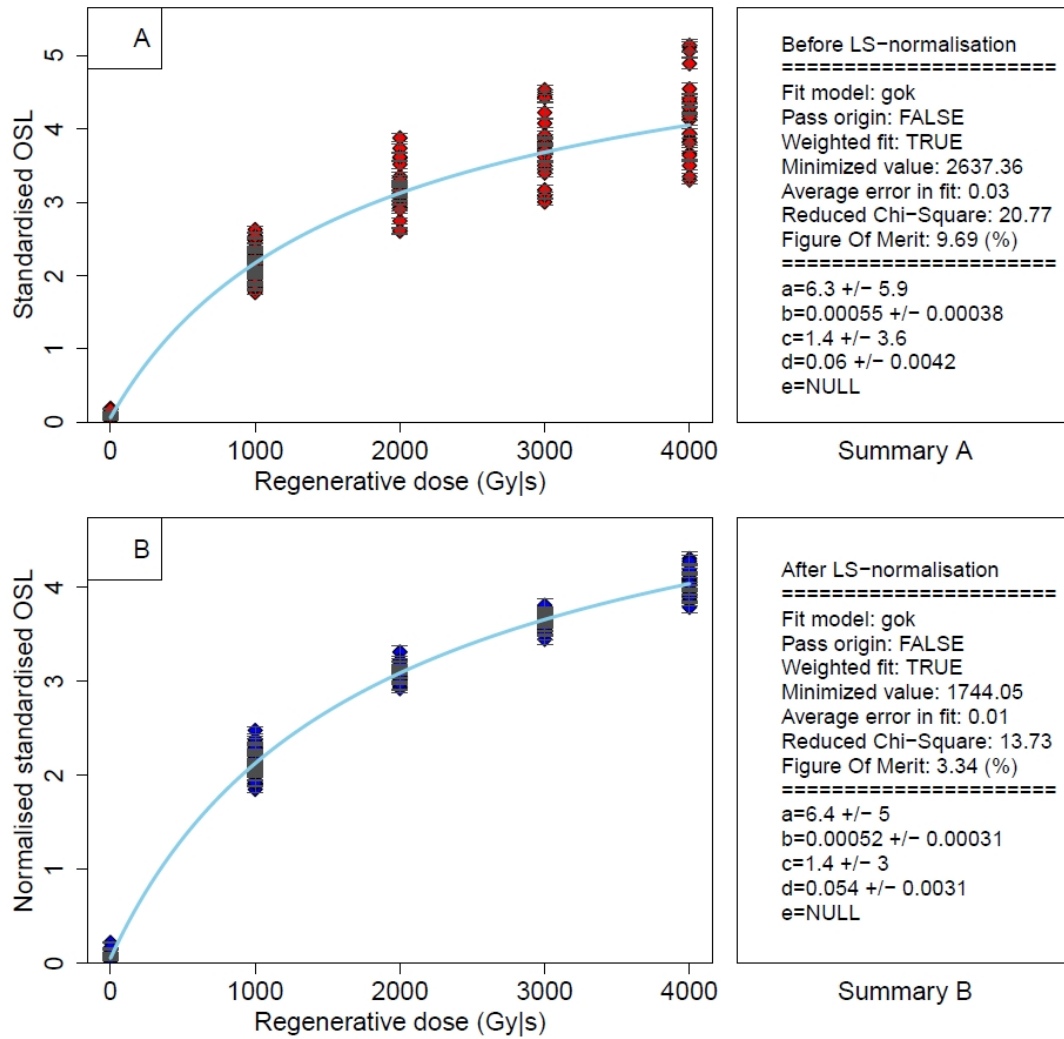 A
Standardised OSL
5
4
3
2
1
0
0 1000 2000 3000 4000
Regenerative dose (Gy|s)
Before LS−normalisation
======================
Fit model: gok
Pass origin: FALSE
Weighted fit: TRUE
Minimized value: 2637.36
Average error in fit: 0.03
Reduced Chi−Square: 20.77
Figure Of Merit: 9.69 (%)
======================
a=6.3 +/− 5.9
b=0.00055 +/− 0.00038
c=1.4 +/− 3.6
d=0.06 +/− 0.0042
e=NULL
Summary A
B
Normalised standardised OSL
4
3
2
1
0
0 1000 2000 3000 4000
Regenerative dose (Gy|s)
After LS−normalisation
======================
Fit model: gok
Pass origin: FALSE
Weighted fit: TRUE
Minimized value: 1744.05
Average error in fit: 0.01
Reduced Chi−Square: 13.73
Figure Of Merit: 3.34 (%)
======================
a=6.4 +/− 5
b=0.00052 +/− 0.00031
c=1.4 +/− 3
d=0.054 +/− 0.0031
e=NULL
Summary B